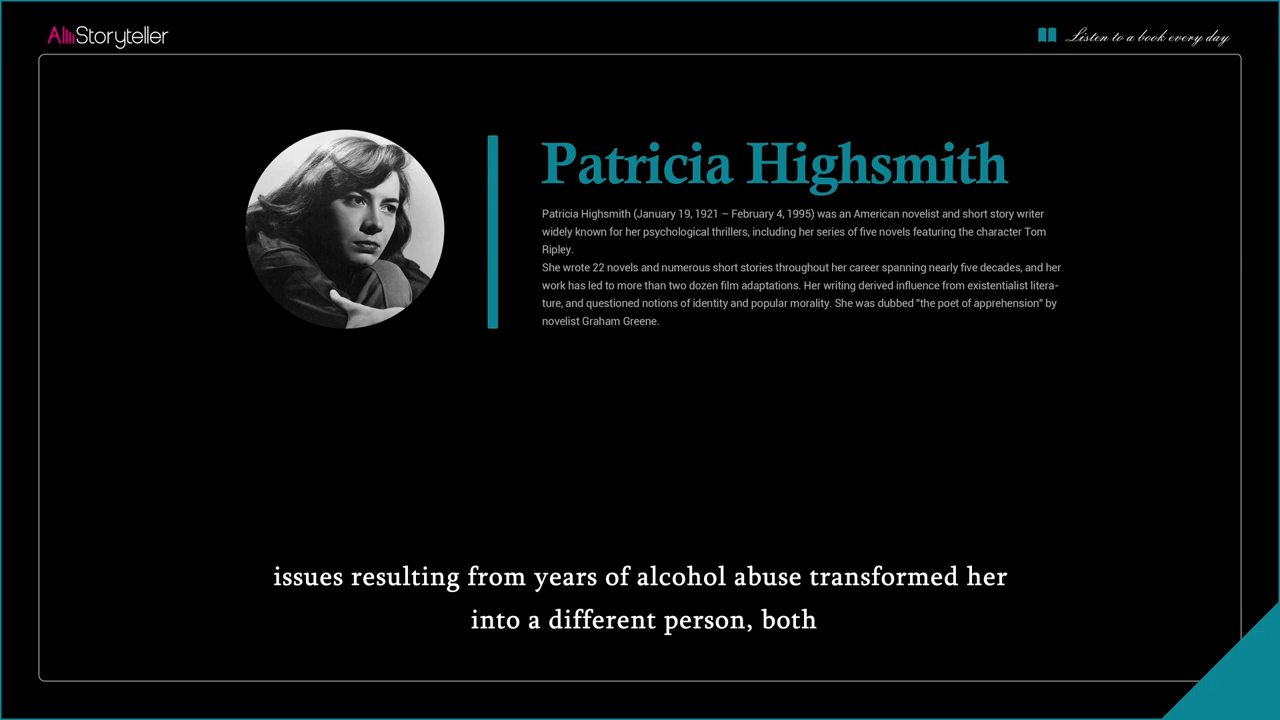 AllStoryteller
Listen to a book every day
Patricia Highsmith
Patricia Highsmith (January 19, 1921 – February 4, 1995) was an American novelist and short story writer
widely known for her psychological thrillers, including her series of five novels featuring the character Tom
Ripley.
She wrote 22 novels and numerous short stories throughout her career spanning nearly five decades, and her
work has led to more than two dozen film adaptations. Her writing derived influence from existentialist litera-
ture, and questioned notions of identity and popular morality. She was dubbed "the poet of apprehension" by
novelist Graham Greene.
issues resulting from years of alcohol abuse transformed her
into a different person, both